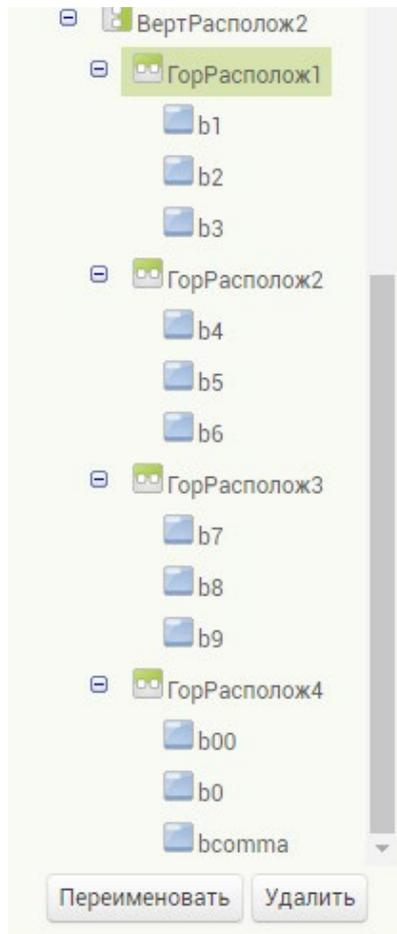 ВертРасполож2
ГорРасполож1
b1
b2
b3
ГорРасполож2
b4
b5
b6
ГорРасполож3
b7
b8
b9
ГорРасполож4
b00
b0
bcomma
Переименовать Удалить